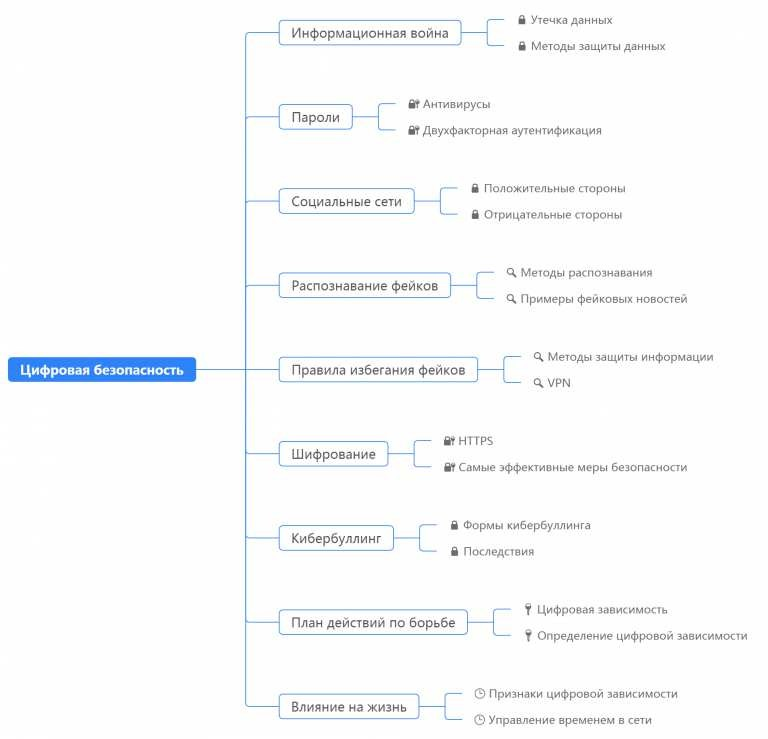 Цифровая безопасность
Информационная война
Утечка данных
Методы защиты данных
Пароли
Антивирусы
Двухфакторная аутентификация
Социальные сети
Положительные стороны
Отрицательные стороны
Распознавание фейков
Методы распознавания
Примеры фейковых новостей
Правила избегания фейков
Методы защиты информации
VPN
Шифрование
HTTPS
Самые эффективные меры безопасности
Кибербуллинг
Формы кибербуллинга
Последствия
План действий по борьбе
Цифровая зависимость
Определение цифровой зависимости
Влияние на жизнь
Признаки цифровой зависимости
Управление временем в сети